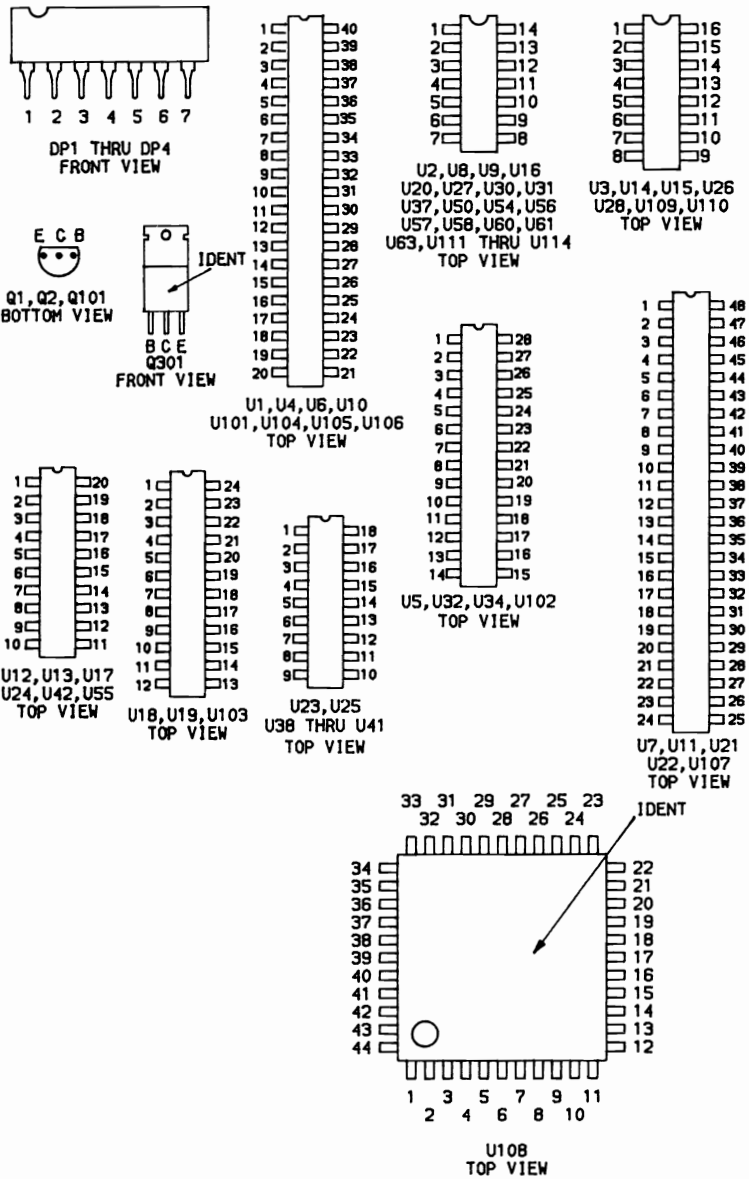 1 2 3 4 5 6 7
DP1 THRU DP4
FRONT VIEW
E C B
Q1,Q2,Q101
BOTTOM VIEW
IDENT
B C E
Q301
FRONT VIEW
1 40
2 39
3 38
4 37
5 36
6 35
7 34
8 33
9 32
10 31
11 30
12 29
13 28
14 27
15 26
16 25
17 24
18 23
19 22
20 21
U1,U4,U6,U10
U101,U104,U105,U106
TOP VIEW
1 14
2 13
3 12
4 11
5 10
6 9
7 8
U2,U8,U9,U16
U20,U27,U30,U31
U37,U50,U54,U56
U57,U58,U60,U61
U63,U111 THRU U114
TOP VIEW
1 16
2 15
3 14
4 13
5 12
6 11
7 10
8 9
U3,U14,U15,U26
U28,U109,U110
TOP VIEW
1 20
2 19
3 18
4 17
5 16
6 15
7 14
8 13
9 12
10 11
U12,U13,U17
U24,U42,U55
TOP VIEW
1 24
2 23
3 22
4 21
5 20
6 19
7 18
8 17
9 16
10 15
11 14
12 13
U18,U19,U103
TOP VIEW
1 18
2 17
3 16
4 15
5 14
6 13
7 12
8 11
9 10
U23,U25
U38 THRU U41
TOP VIEW
1 28
2 27
3 26
4 25
5 24
6 23
7 22
8 21
9 20
10 19
11 18
12 17
13 16
14 15
U5,U32,U34,U102
TOP VIEW
1 48
2 47
3 46
4 45
5 44
6 43
7 42
8 41
9 40
10 39
11 38
12 37
13 36
14 35
15 34
16 33
17 32
18 31
19 30
20 29
21 28
22 27
23 26
24 25
U7,U11,U21
U22,U107
TOP VIEW
33 31 29 27 25 23
32 30 28 26 24
IDENT
34 22
35 21
36 20
37 19
38 18
39 17
40 16
41 15
42 14
43 13
44 12
1 3 5 7 9 11
2 4 6 8 10
U108
TOP VIEW